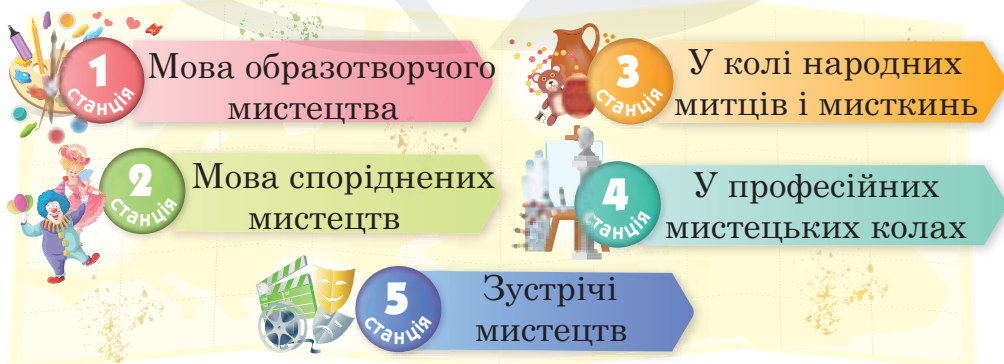 1
станція
Мова образотворчого
мистецтва
2
станція
Мова споріднених
мистецтв
3
станція
У колі народних
митців і мисткинь
4
станція
У професійних
мистецьких колах
5
станція
Зустрічі
мистецтв